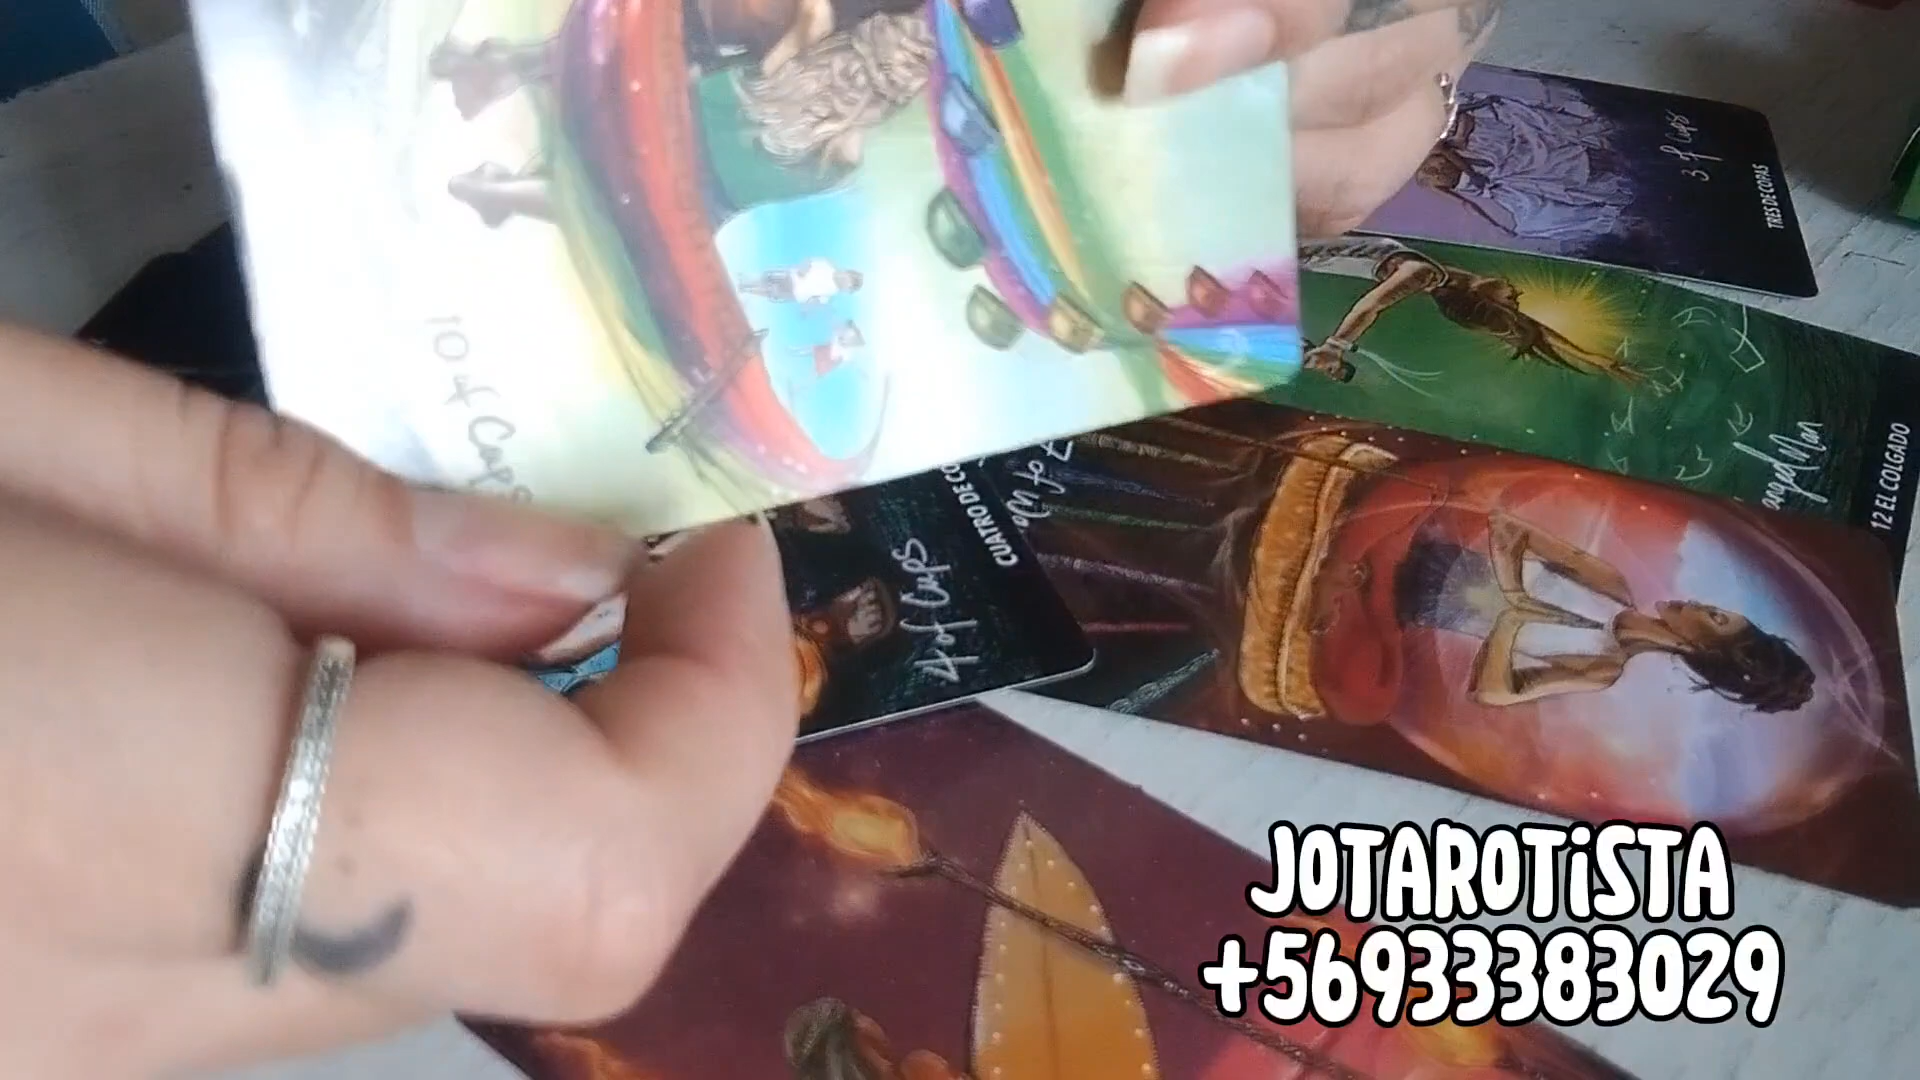 10 of Cups
3 of Cups
TRES DE COPAS
12 EL COLGADO
CUATRO DE
4 of Cups
JOTAROTiSTA
+56933383029